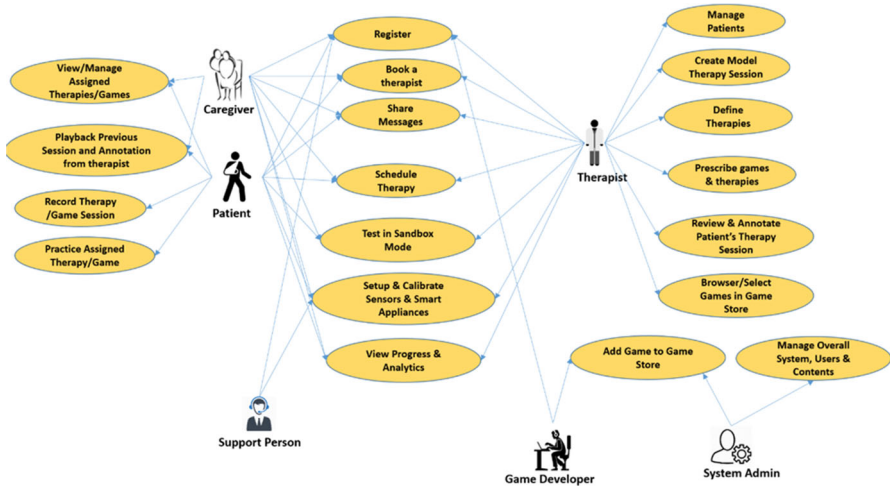 View/Manage
Assigned
Therapies/Games
Playback Previous
Session and Annotation
from therapist
Record Therapy
/Game Session
Practice Assigned
Therapy/Game
Caregiver
Patient
Register
Book a
therapist
Share
Messages
Schedule
Therapy
Test in Sandbox
Mode
Setup & Calibrate
Sensors & Smart
Appliances
View Progress &
Analytics
Support Person
Therapist
Manage
Patients
Create Model
Therapy Session
Define
Therapies
Prescribe games
& therapies
Review & Annotate
Patient's Therapy
Session
Browser/Select
Games in Game
Store
Add Game to Game
Store
Manage Overall
System, Users &
Contents
Game Developer
System Admin